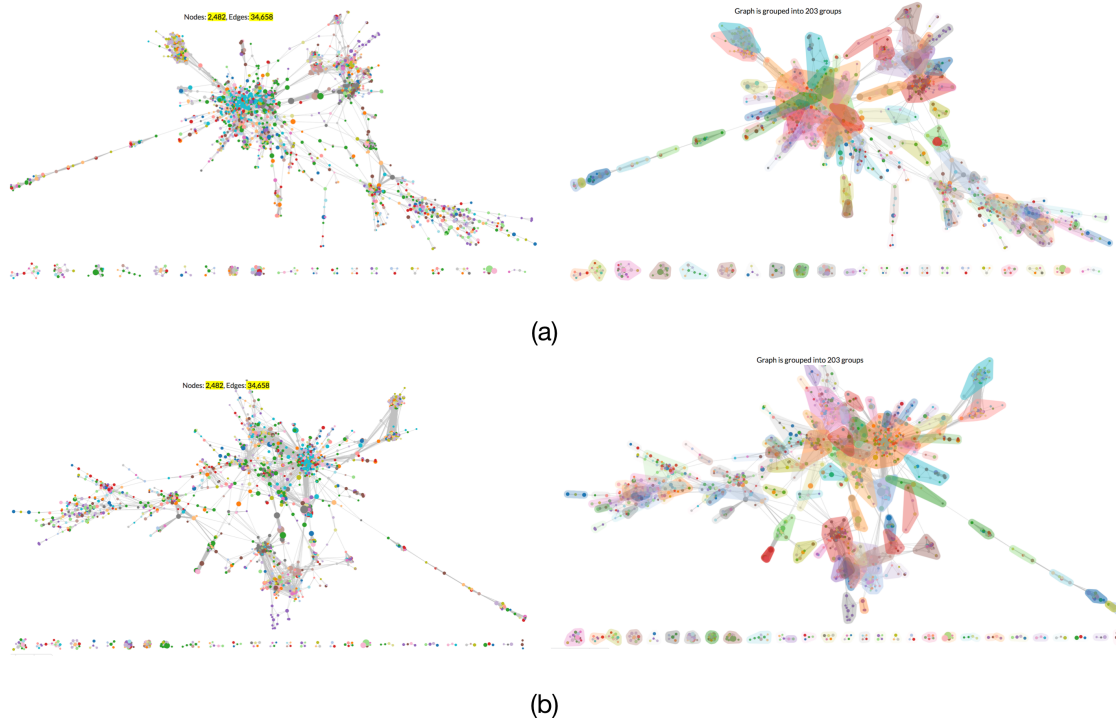 Nodes: 2,482, Edges: 34,658
Graph is grouped into 203 groups
(a)
Nodes: 2,482, Edges: 34,658
Graph is grouped into 203 groups
(b)